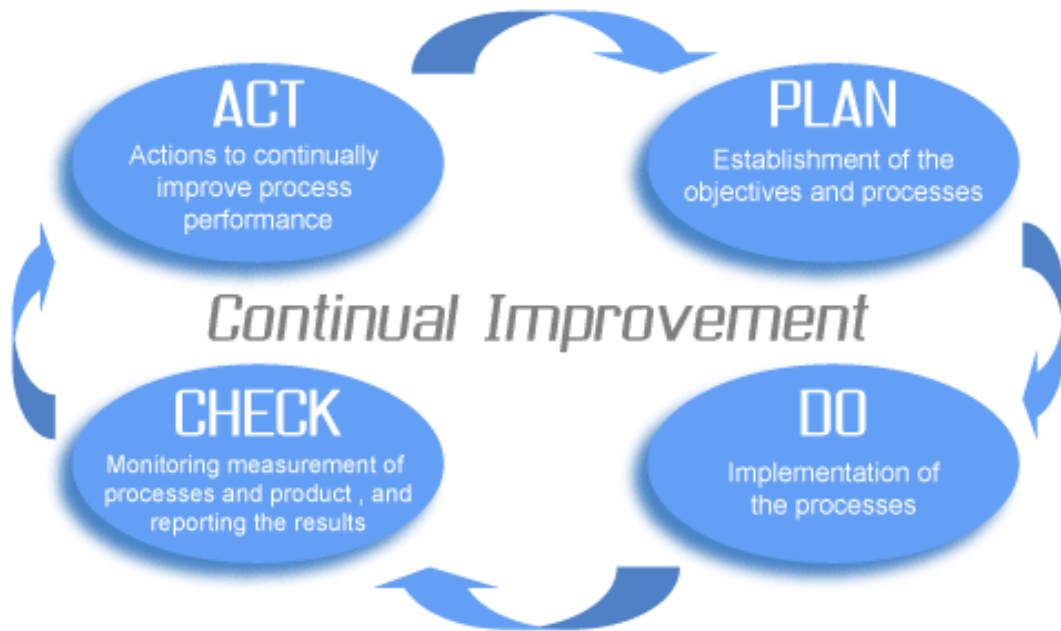 ACT
Actions to continually
improve process
performance
PLAN
Establishment of the
objectives and processes
Continual Improvement
CHECK
Monitoring measurement of
processes and product , and
reporting the results
DO
Implementation of
the processes